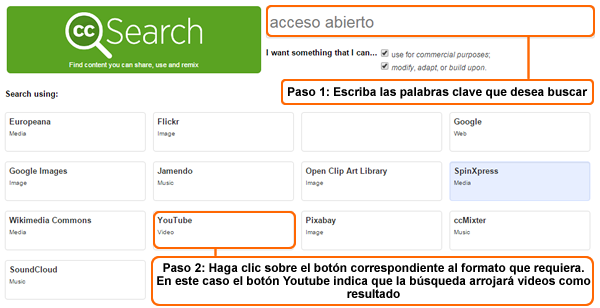 cc Search
Find content you can share, use and remix
acceso abierto
I want something that I can... use for commercial purposes;
modify, adapt, or build upon.
Paso 1: Escriba las palabras clave que desea buscar
Search using:
Europeana
Media
Flickr
Image
Google
Web
Google Images
Image
Jamendo
Music
Open Clip Art Library
Image
SpinXpress
Media
Wikimedia Commons
Media
YouTube
Video
Pixabay
Image
ccMixter
Music
SoundCloud
Music
Paso 2: Haga clic sobre el botón correspondiente al formato que requiera.
En este caso el botón Youtube indica que la búsqueda arrojará videos como
resultado